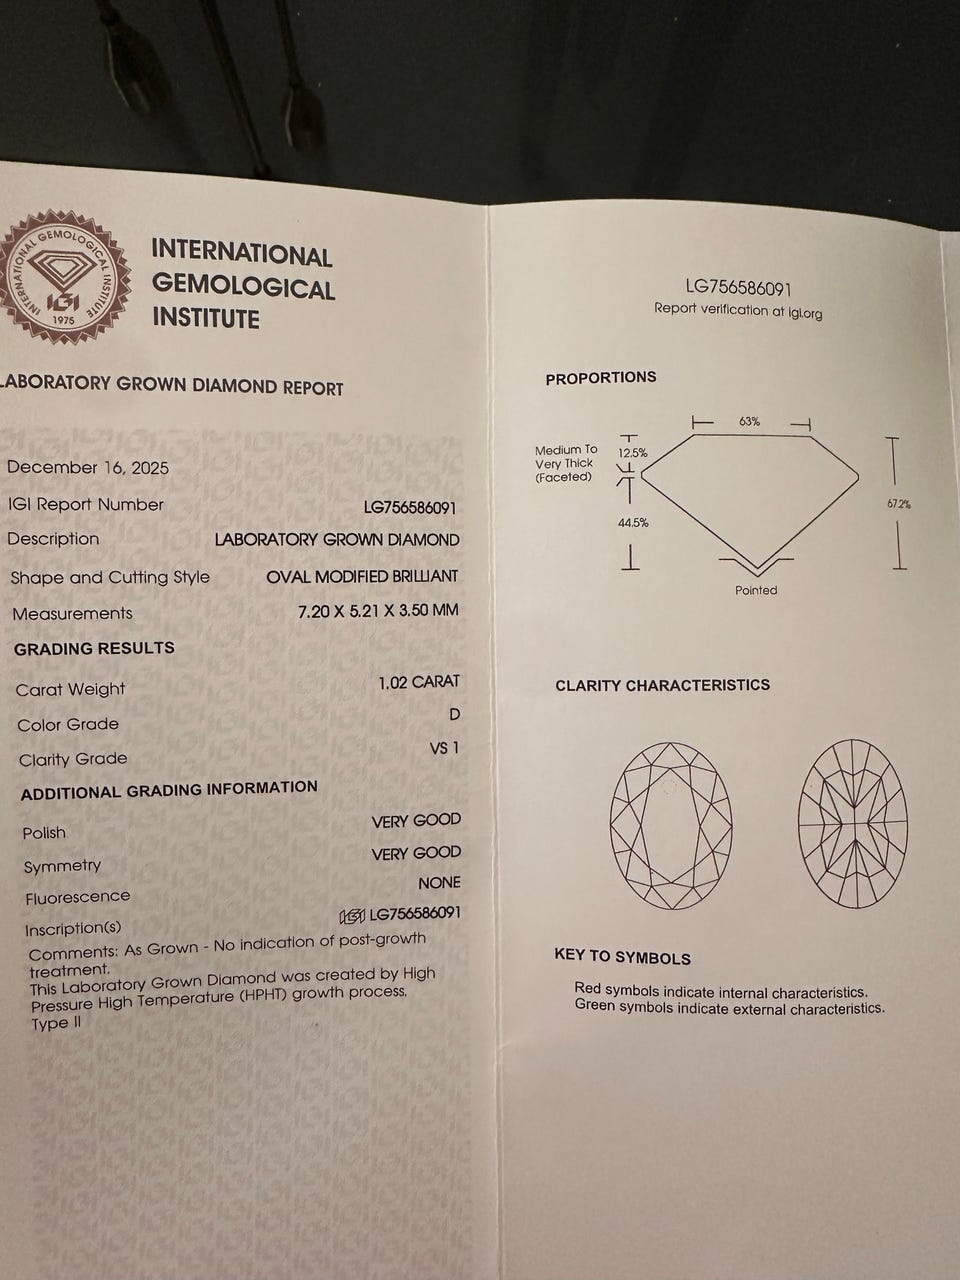 INTERNATIONAL GEMOLOGICAL INSTITUTE
IGI
1975
INTERNATIONAL
GEMOLOGICAL
INSTITUTE
LABORATORY GROWN DIAMOND REPORT
December 16, 2025
IGI Report Number LG756586091
Description LABORATORY GROWN DIAMOND
Shape and Cutting Style OVAL MODIFIED BRILLIANT
Measurements 7.20 X 5.21 X 3.50 MM
GRADING RESULTS
Carat Weight 1.02 CARAT
Color Grade D
Clarity Grade VS 1
ADDITIONAL GRADING INFORMATION
Polish VERY GOOD
Symmetry VERY GOOD
Fluorescence NONE
Inscription(s) IGI LG756586091
Comments: As Grown - No indication of post-growth
treatment.
This Laboratory Grown Diamond was created by High
Pressure High Temperature (HPHT) growth process.
Type II
LG756586091
Report verification at igi.org
PROPORTIONS
63%
Medium To
Very Thick
(Faceted)
12.5%
44.5%
67.2%
Pointed
CLARITY CHARACTERISTICS
KEY TO SYMBOLS
Red symbols indicate internal characteristics.
Green symbols indicate external characteristics.